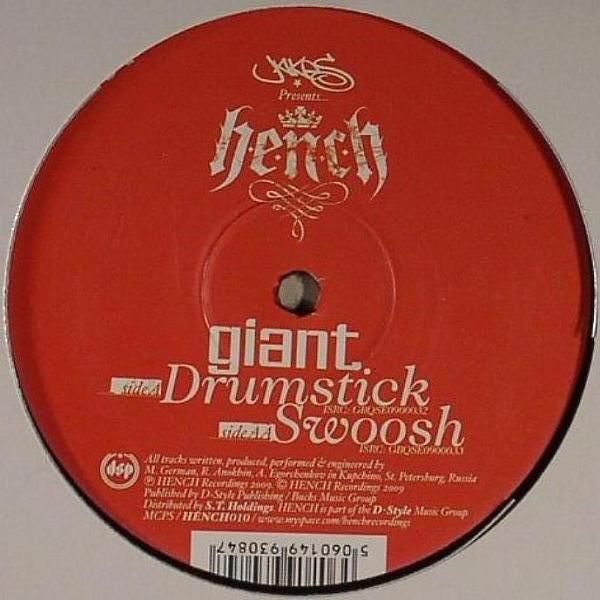 JAKES
Presents...
h·e·n·c·h
giant.
side A Drumstick
ISRC: GBQSE0900032
side AA Swoosh
ISRC: GBQSE0900033
dsp
All tracks written, produced, performed & engineered by
M. German, R. Anokhin, A. Egorchenkov in Kupchino, St. Petersburg, Russia
℗ HENCH Recordings 2009. © HENCH Recordings 2009
Published by D-Style Publishing / Bucks Music Group
Distributed by S.T. Holdings. HENCH is part of the D-Style Music Group
MCPS / HENCH010 / www.myspace.com/henchrecordings
5 060149 930847